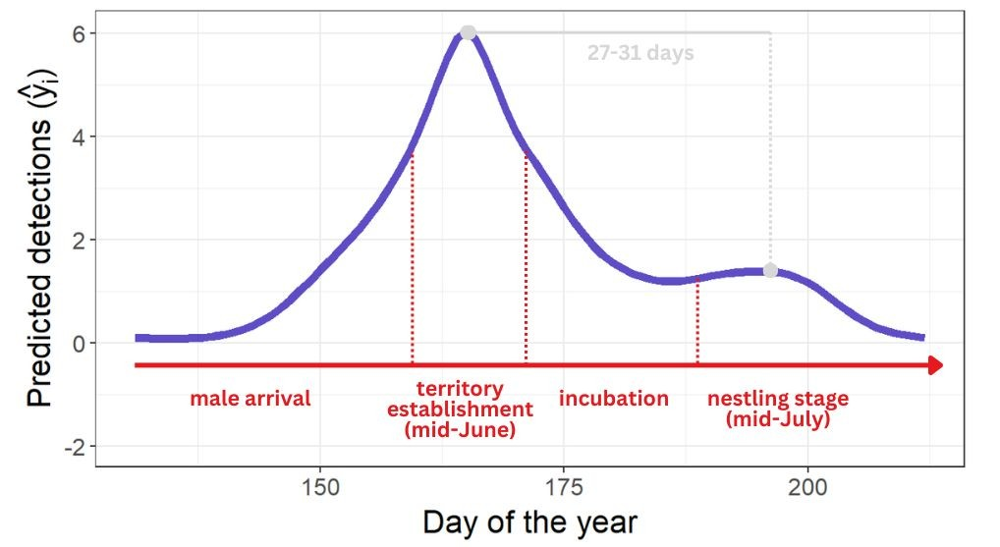 Predicted detections (ŷi)
6
4
2
0
-2
27-31 days
male arrival
territory
establishment
(mid-June)
incubation
nestling stage
(mid-July)
150
175
200
Day of the year